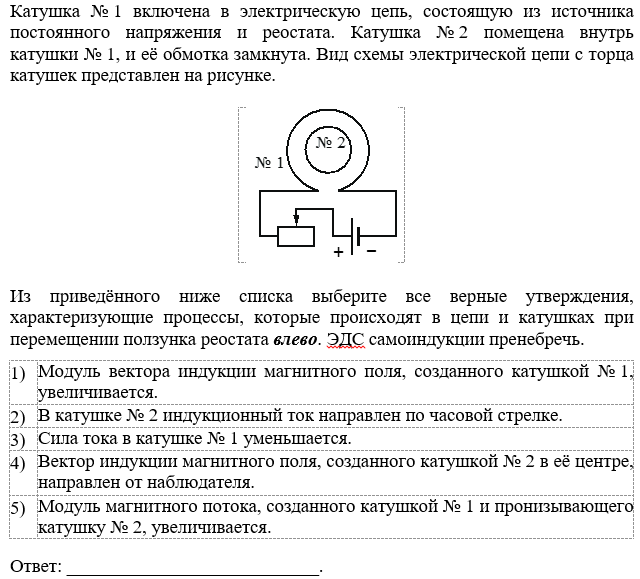 Катушка № 1 включена в электрическую цепь, состоящую из источника
постоянного напряжения и реостата. Катушка № 2 помещена внутрь
катушки № 1, и её обмотка замкнута. Вид схемы электрической цепи с торца
катушек представлен на рисунке.
№ 2
№ 1
+ –
Из приведённого ниже списка выберите все верные утверждения,
характеризующие процессы, которые происходят в цепи и катушках при
перемещении ползунка реостата влево. ЭДС самоиндукции пренебречь.
1) Модуль вектора индукции магнитного поля, созданного катушкой № 1,
увеличивается.
2) В катушке № 2 индукционный ток направлен по часовой стрелке.
3) Сила тока в катушке № 1 уменьшается.
4) Вектор индукции магнитного поля, созданного катушкой № 2 в её центре,
направлен от наблюдателя.
5) Модуль магнитного потока, созданного катушкой № 1 и пронизывающего
катушку № 2, увеличивается.
Ответ: ___________________________.